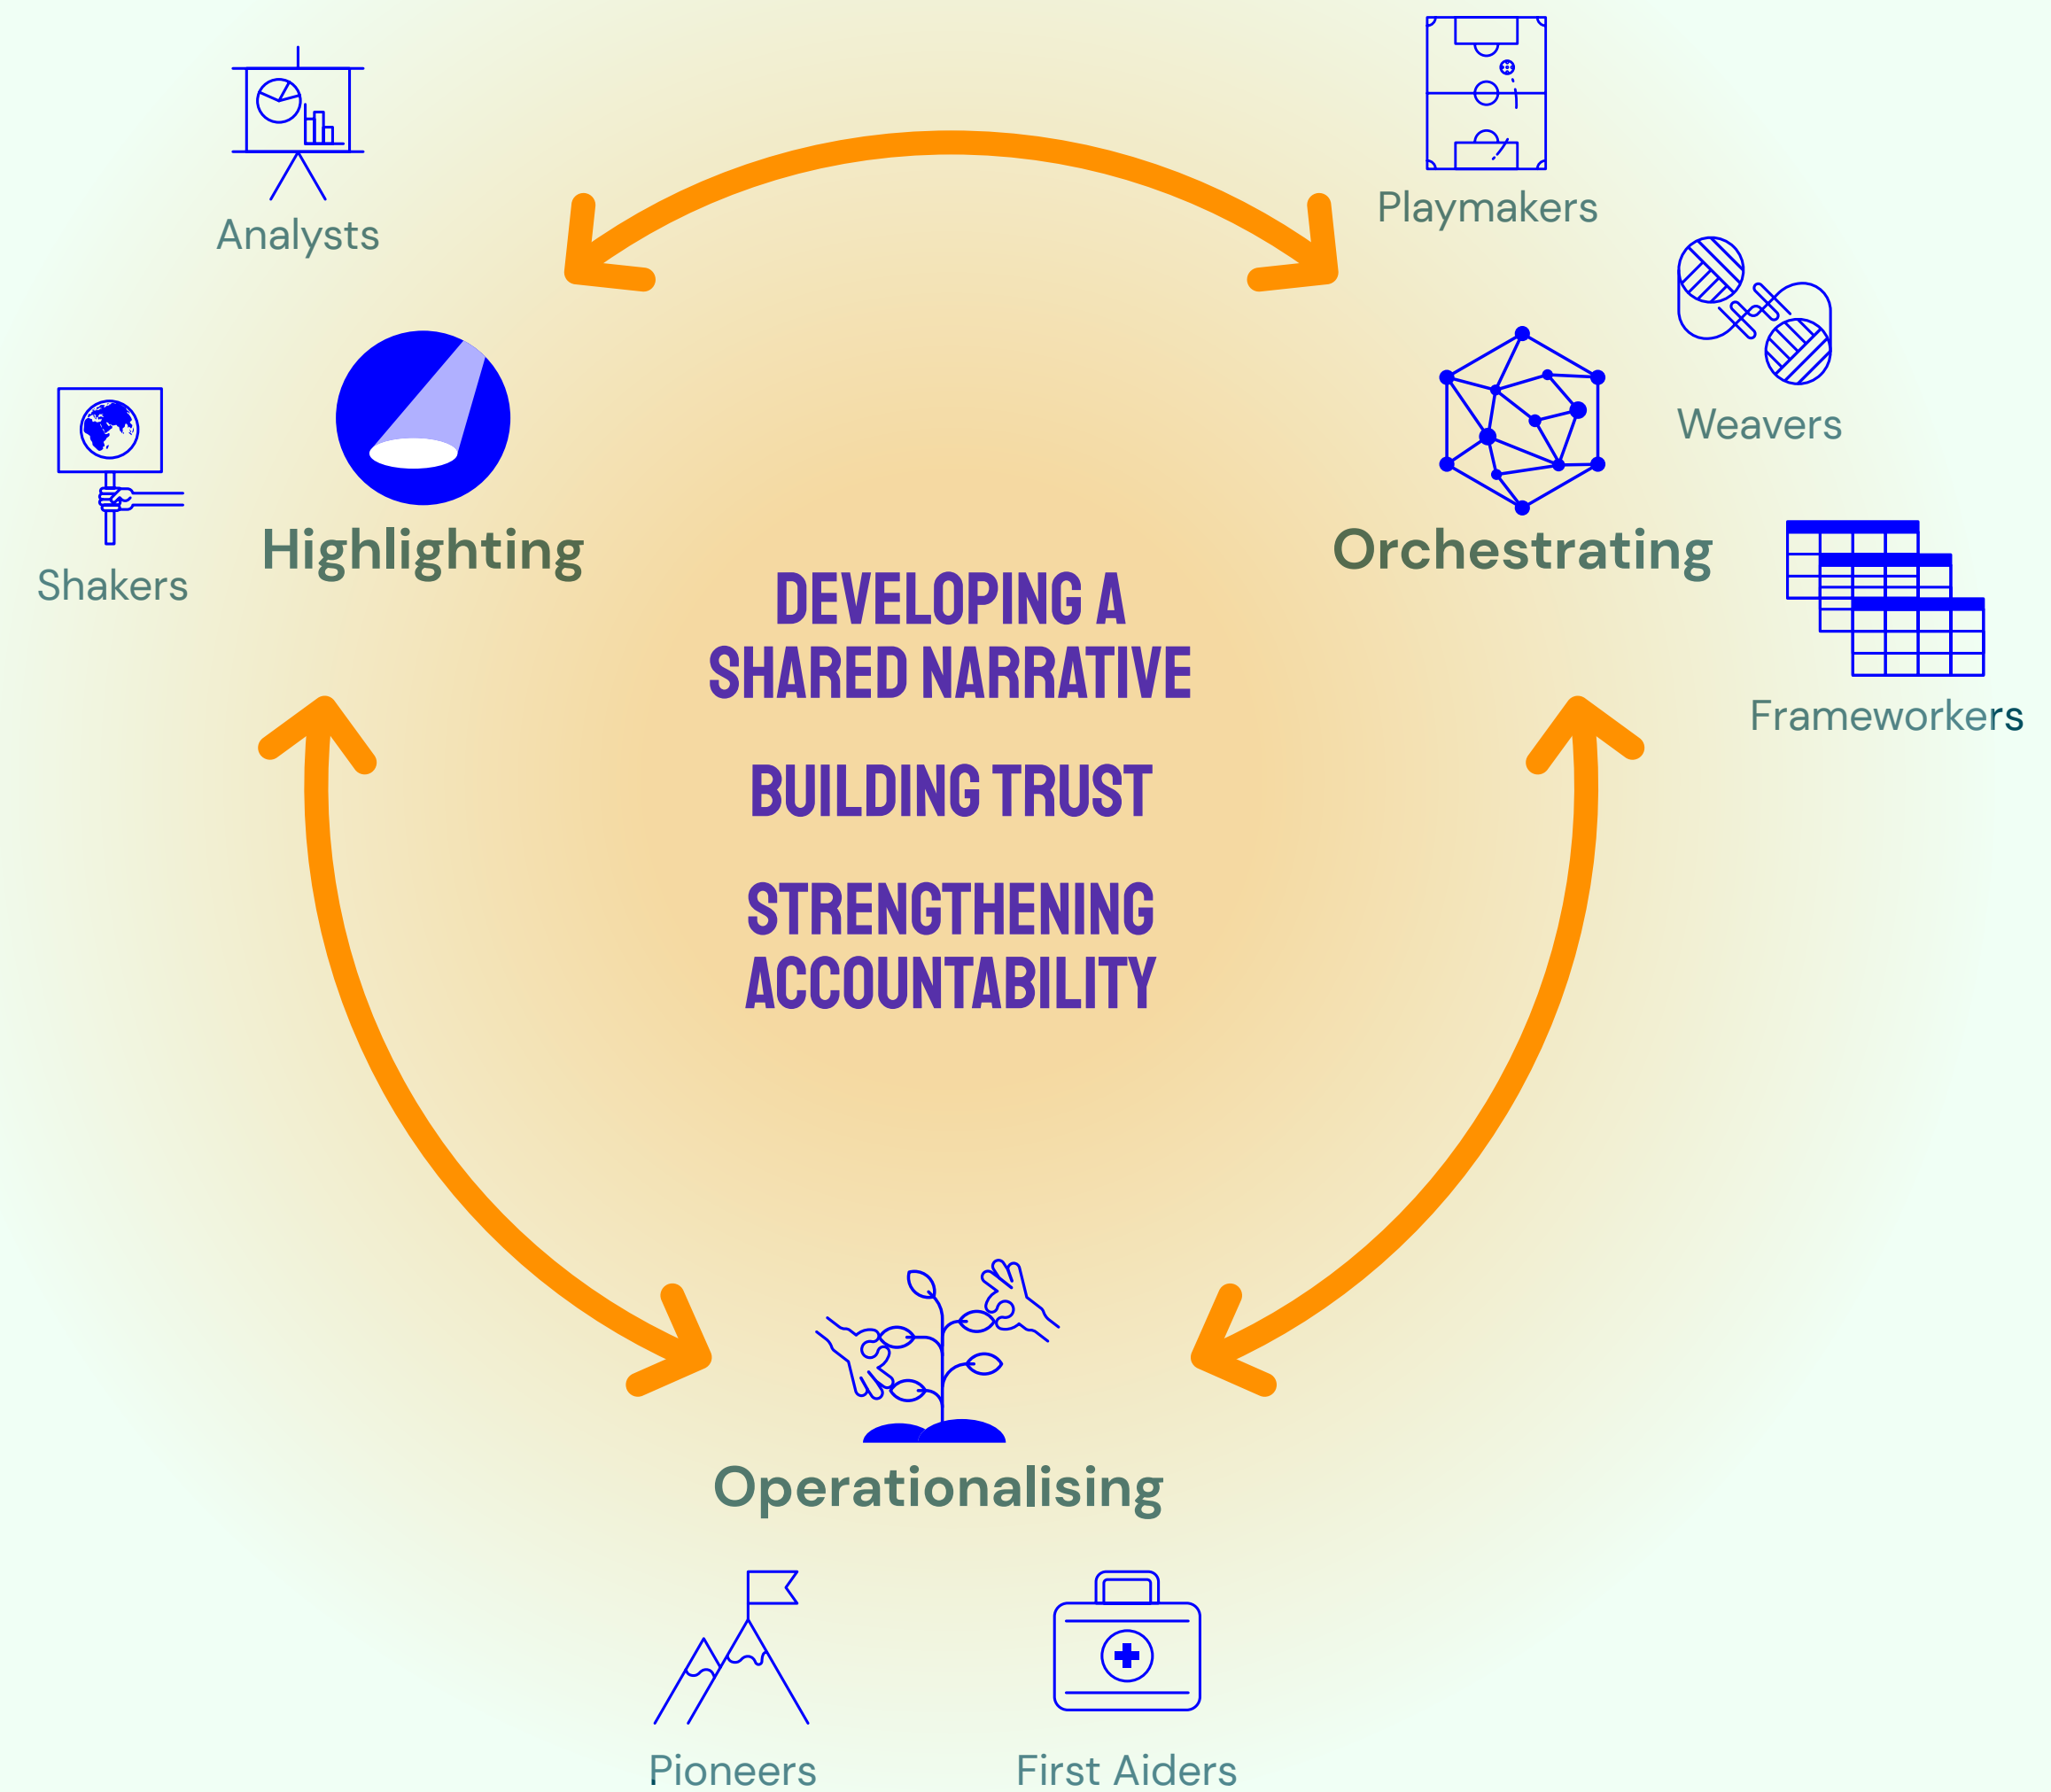 Analysts
Playmakers
Weavers
Shakers
Highlighting
Orchestrating
Frameworkers
DEVELOPING A
SHARED NARRATIVE
BUILDING TRUST
STRENGTHENING
ACCOUNTABILITY
Operationalising
Pioneers
First Aiders